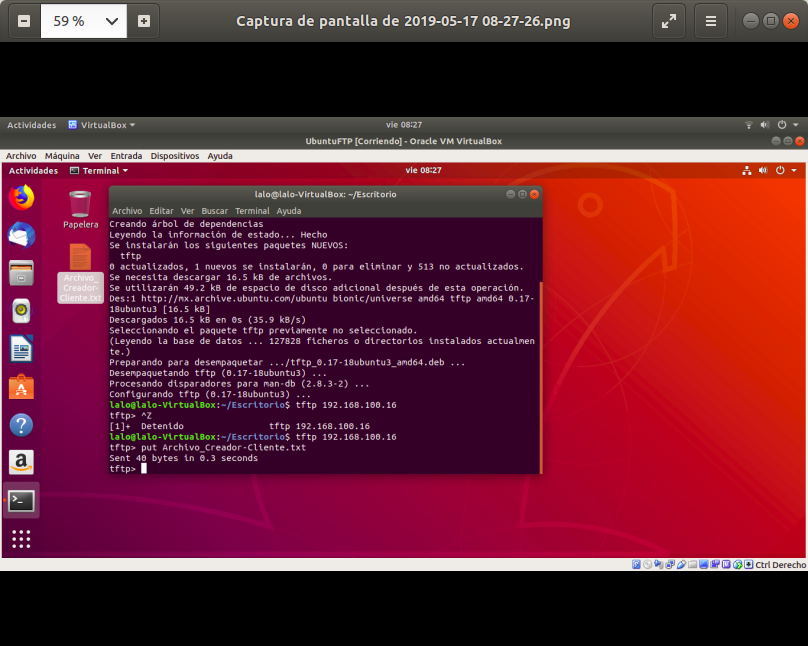 59 %
Captura de pantalla de 2019-05-17 08-27-26.png
Actividades VirtualBox vie 08:27
UbuntuFTP [Corriendo] - Oracle VM VirtualBox
Archivo Máquina Ver Entrada Dispositivos Ayuda
Actividades Terminal vie 08:27
Papelera
Archivo_
Creador-
Cliente.txt
lalo@lalo-VirtualBox: ~/Escritorio
Archivo Editar Ver Buscar Terminal Ayuda
Creando árbol de dependencias
Leyendo la información de estado... Hecho
Se instalarán los siguientes paquetes NUEVOS:
tftp
0 actualizados, 1 nuevos se instalarán, 0 para eliminar y 513 no actualizados.
Se necesita descargar 16.5 kB de archivos.
Se utilizarán 49.2 kB de espacio de disco adicional después de esta operación.
Des:1 http://mx.archive.ubuntu.com/ubuntu bionic/universe amd64 tftp amd64 0.17-
18ubuntu3 [16.5 kB]
Descargados 16.5 kB en 0s (35.9 kB/s)
Seleccionando el paquete tftp previamente no seleccionado.
(Leyendo la base de datos ... 127828 ficheros o directorios instalados actualmen
te.)
Preparando para desempaquetar .../tftp_0.17-18ubuntu3_amd64.deb ...
Desempaquetando tftp (0.17-18ubuntu3) ...
Procesando disparadores para man-db (2.8.3-2) ...
Configurando tftp (0.17-18ubuntu3) ...
lalo@lalo-VirtualBox:~/Escritorio$ tftp 192.168.100.16
tftp> ^Z
[1]+ Detenido tftp 192.168.100.16
lalo@lalo-VirtualBox:~/Escritorio$ tftp 192.168.100.16
tftp> put Archivo_Creador-Cliente.txt
Sent 40 bytes in 0.3 seconds
tftp>
Ctrl Derecho